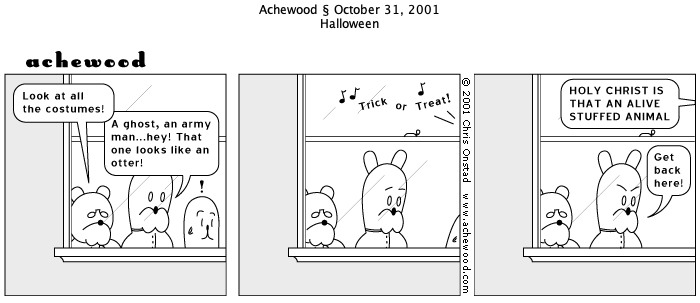 Achewood § October 31, 2001
Halloween
achewood
Look at all
the costumes!
A ghost, an army
man...hey! That
one looks like an
otter!
!
Trick or Treat!
© 2001 Chris Onstad www.achewood.com
HOLY CHRIST IS
THAT AN ALIVE
STUFFED ANIMAL
Get
back
here!